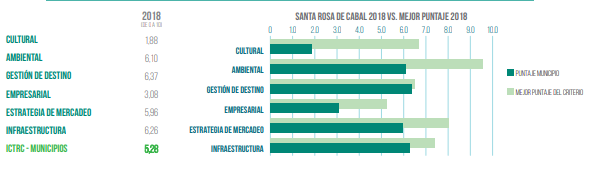 2018
(DE 0 A 10)
CULTURAL 1,88
AMBIENTAL 6,10
GESTIÓN DE DESTINO 6,37
EMPRESARIAL 3,08
ESTRATEGIA DE MERCADEO 5,96
INFRAESTRUCTURA 6,26
ICTRC - MUNICIPIOS 5,28
SANTA ROSA DE CABAL 2018 VS. MEJOR PUNTAJE 2018
0,0 1,0 2,0 3,0 4,0 5,0 6,0 7,0 8,0 9,0 10,0
CULTURAL
AMBIENTAL
GESTIÓN DE DESTINO
EMPRESARIAL
ESTRATEGIA DE MERCADEO
INFRAESTRUCTURA
PUNTAJE MUNICIPIO
MEJOR PUNTAJE DEL CRITERIO